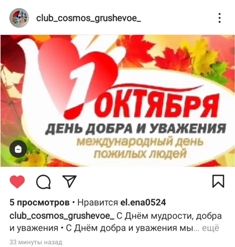 club_cosmos_grushevoe_
1 ОКТЯБРЯ
ДЕНЬ ДОБРА И УВАЖЕНИЯ
международный день
пожилых людей
5 просмотров • Нравится el.ena0524
club_cosmos_grushevoe_ С Днём мудрости, добра
и уважения • С Днём добра и уважения мы... ещё
33 минуты назад